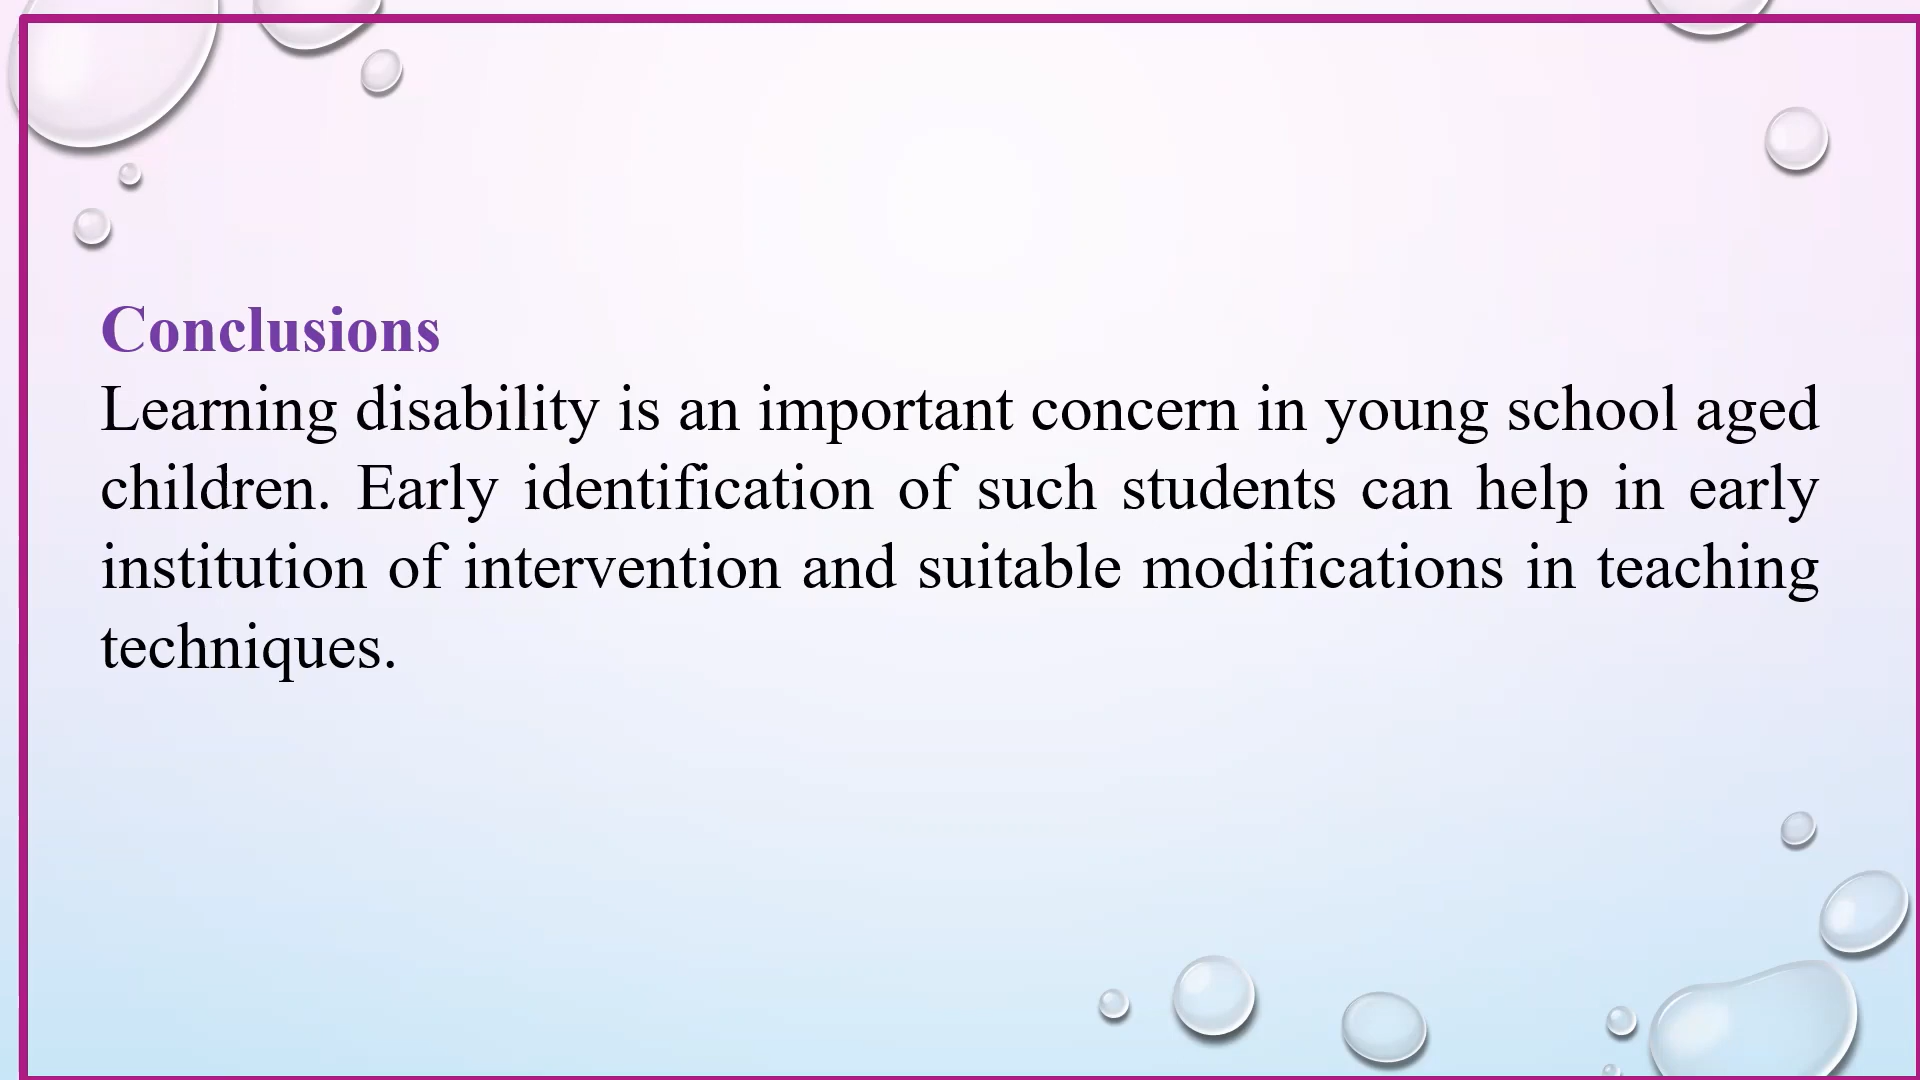 Conclusions
Learning disability is an important concern in young school aged
children. Early identification of such students can help in early
institution of intervention and suitable modifications in teaching
techniques.